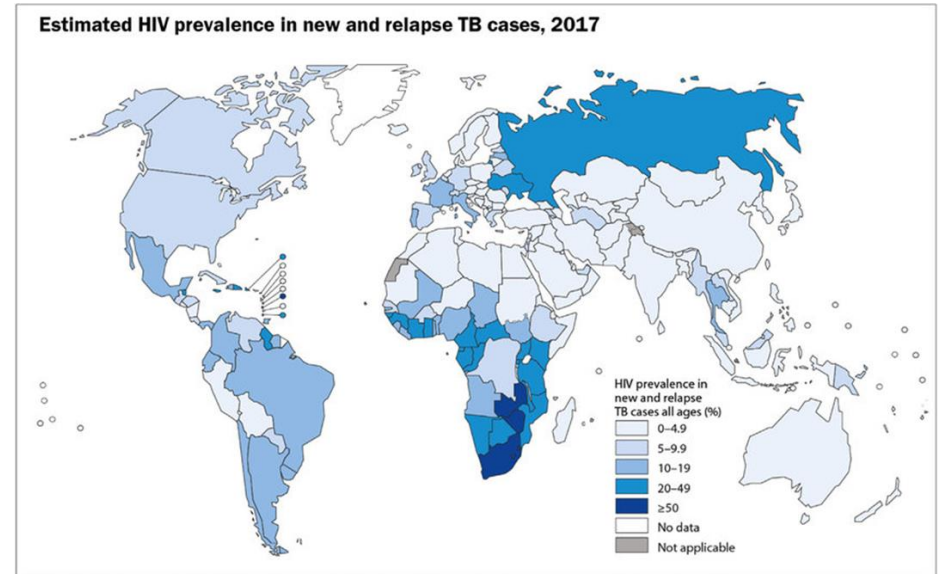 Estimated HIV prevalence in new and relapse TB cases, 2017
HIV prevalence in
new and relapse
TB cases all ages (%)
0–4.9
5–9.9
10–19
20–49
≥50
No data
Not applicable